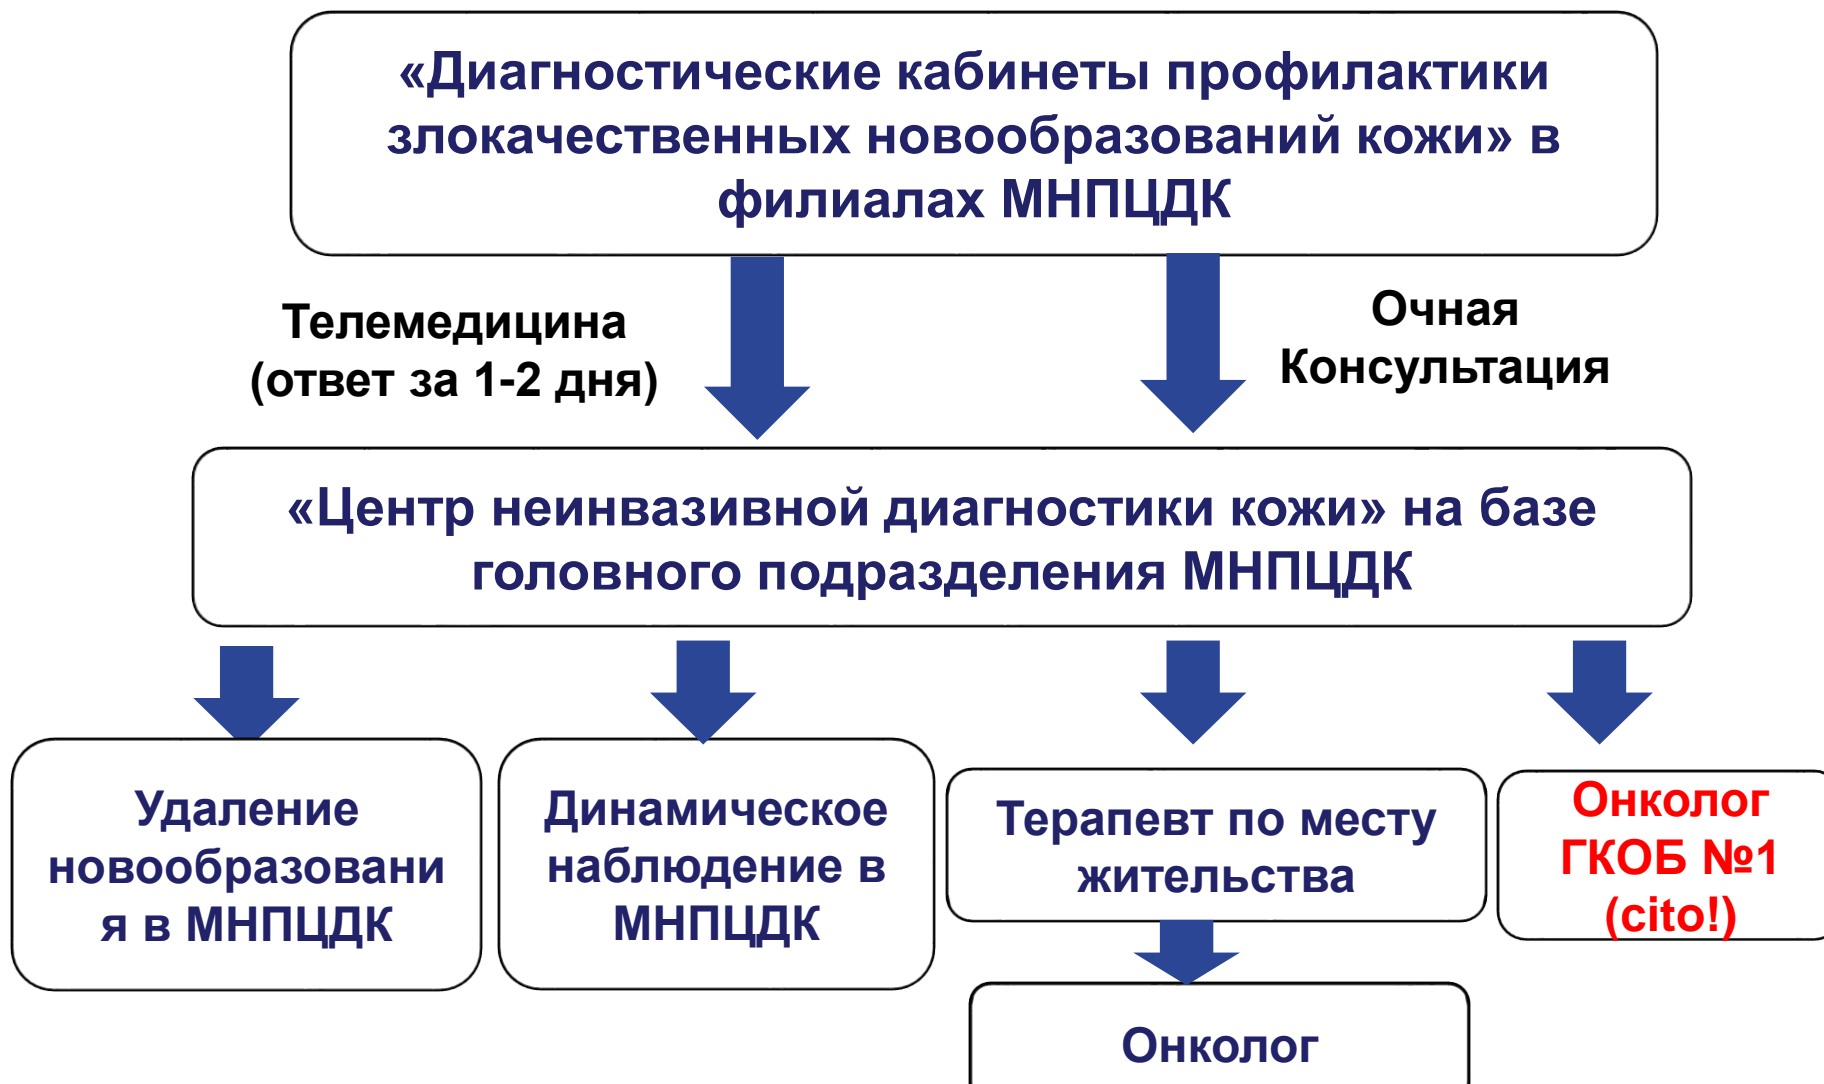 «Диагностические кабинеты профилактики
злокачественных новообразований кожи» в
филиалах МНПЦДК
Телемедицина
(ответ за 1-2 дня)
Очная
Консультация
«Центр неинвазивной диагностики кожи» на базе
головного подразделения МНПЦДК
Удаление
новообразовани
я в МНПЦДК
Динамическое
наблюдение в
МНПЦДК
Терапевт по месту
жительства
Онколог
ГКОБ №1
(cito!)
Онколог